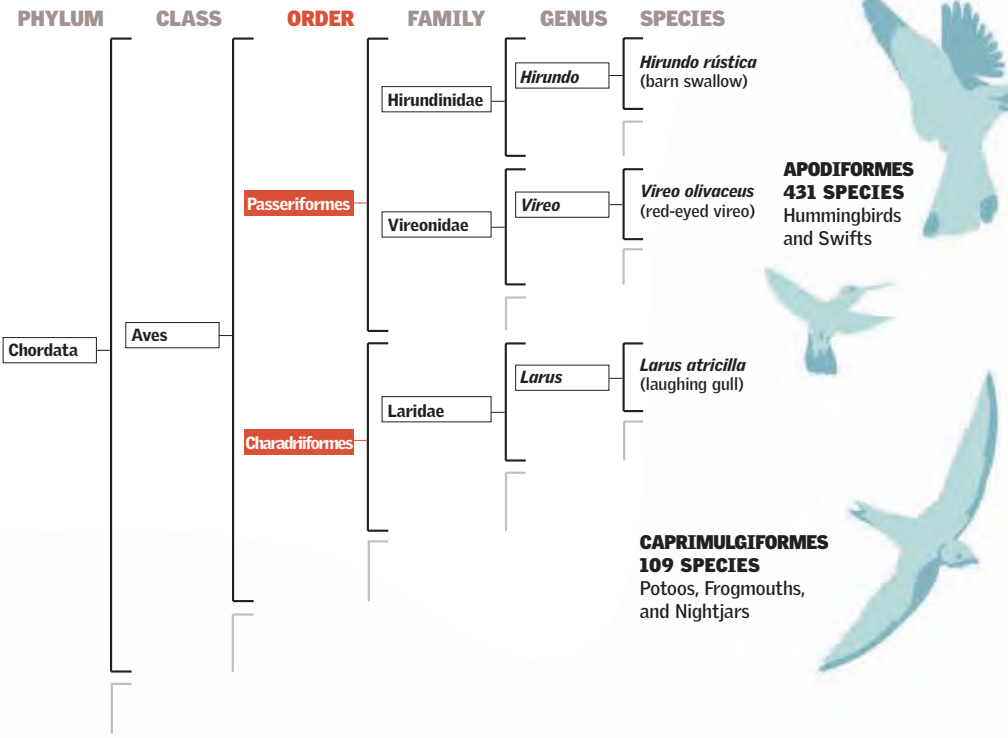 PHYLUM CLASS ORDER FAMILY GENUS SPECIES
Chordata
Aves
Passeriformes
Charadriiformes
Hirundinidae
Vireonidae
Laridae
Hirundo
Vireo
Larus
Hirundo rústica
(barn swallow)
Vireo olivaceus
(red-eyed vireo)
Larus atricilla
(laughing gull)
APODIFORMES
431 SPECIES
Hummingbirds
and Swifts
CAPRIMULGIFORMES
109 SPECIES
Potoos, Frogmouths,
and Nightjars